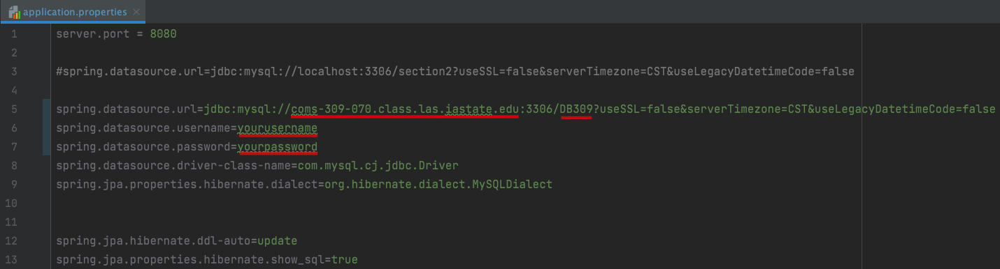 application.properties
1 server.port = 8080
2
3 #spring.datasource.url=jdbc:mysql://localhost:3306/section2?useSSL=false&serverTimezone=CST&useLegacyDatetimeCode=false
4
5 spring.datasource.url=jdbc:mysql://coms-309-070.class.las.iastate.edu:3306/DB309?useSSL=false&serverTimezone=CST&useLegacyDatetimeCode=false
6 spring.datasource.username=yourusername
7 spring.datasource.password=yourpassword
8 spring.datasource.driver-class-name=com.mysql.cj.jdbc.Driver
9 spring.jpa.properties.hibernate.dialect=org.hibernate.dialect.MySQLDialect
10
11
12 spring.jpa.hibernate.ddl-auto=update
13 spring.jpa.properties.hibernate.show_sql=true